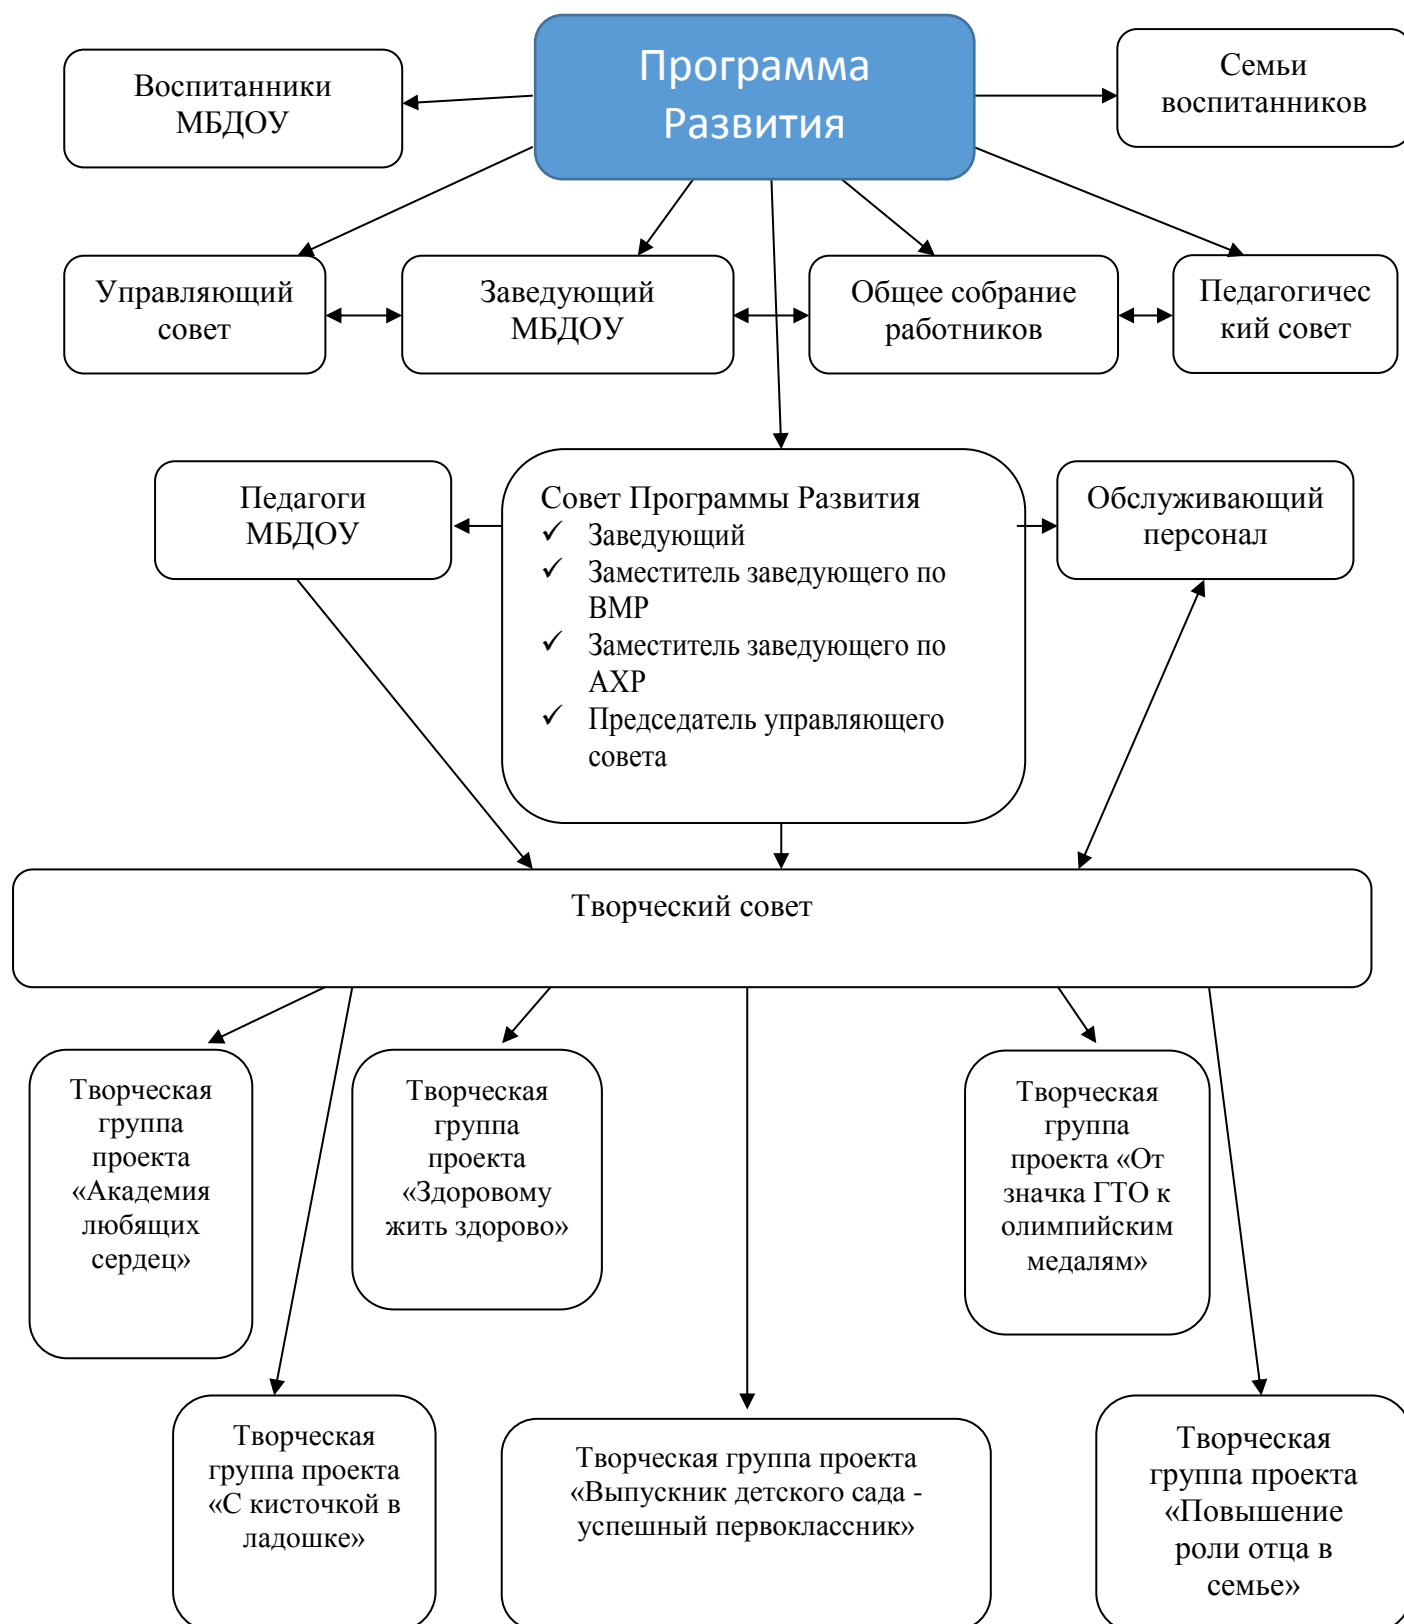 Программа
Развития
Воспитанники
МБДОУ
Семьи
воспитанников
Управляющий
совет
Заведующий
МБДОУ
Общее собрание
работников
Педагогичес
кий совет
Педагоги
МБДОУ
Совет Программы Развития
✓ Заведующий
✓ Заместитель заведующего по
ВМР
✓ Заместитель заведующего по
АХР
✓ Председатель управляющего
совета
Обслуживающий
персонал
Творческий совет
Творческая
группа
проекта
«Академия
любящих
сердец»
Творческая
группа
проекта
«Здоровому
жить здорово»
Творческая
группа
проекта «От
значка ГТО к
олимпийским
медалям»
Творческая
группа проекта
«С кисточкой в
ладошке»
Творческая группа проекта
«Выпускник детского сада -
успешный первоклассник»
Творческая
группа проекта
«Повышение
роли отца в
семье»